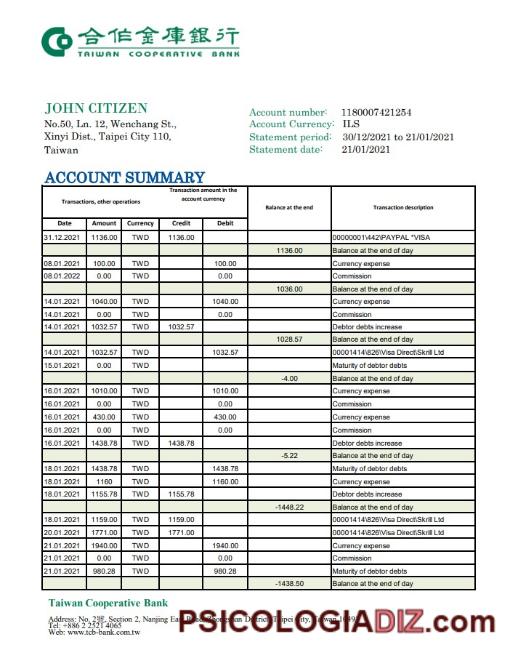 合作金庫銀行
TAIWAN COOPERATIVE BANK
JOHN CITIZEN
No.50, Ln. 12, Wenchang St.,
Xinyi Dist., Taipei City 110,
Taiwan
Account number: 1180007421254
Account Currency: ILS
Statement period: 30/12/2021 to 21/01/2021
Statement date: 21/01/2021
ACCOUNT SUMMARY
Transactions, other operations Transaction amount in the account currency Balance at the end Transaction description
Date Amount Currency Credit Debit
31.12.2021 1136.00 TWD 1136.00 00000001\442\PAYPAL *VISA
1136.00 Balance at the end of day
08.01.2021 100.00 TWD 100.00 Currency expense
08.01.2022 0.00 TWD 0.00 Commission
1036.00 Balance at the end of day
14.01.2021 1040.00 TWD 1040.00 Currency expense
14.01.2021 0.00 TWD 0.00 Commission
14.01.2021 1032.57 TWD 1032.57 Debtor debts increase
1028.57 Balance at the end of day
14.01.2021 1032.57 TWD 1032.57 00001414\826\Visa Direct\Skrill Ltd
15.01.2021 0.00 TWD Maturity of debtor debts
-4.00 Balance at the end of day
16.01.2021 1010.00 TWD 1010.00 Currency expense
16.01.2021 0.00 TWD 0.00 Commission
16.01.2021 430.00 TWD 430.00 Currency expense
16.01.2021 0.00 TWD 0.00 Commission
16.01.2021 1438.78 TWD 1438.78 Debtor debts increase
-5.22 Balance at the end of day
18.01.2021 1438.78 TWD 1438.78 Maturity of debtor debts
18.01.2021 1160 TWD 1160.00 Currency expense
18.01.2021 1155.78 TWD 1155.78 Debtor debts increase
-1448.22 Balance at the end of day
18.01.2021 1159.00 TWD 1159.00 00001414\826\Visa Direct\Skrill Ltd
20.01.2021 1771.00 TWD 1771.00 00001414\826\Visa Direct\Skrill Ltd
21.01.2021 1940.00 TWD 1940.00 Currency expense
21.01.2021 0.00 TWD 0.00 Commission
21.01.2021 980.28 TWD 980.28 Maturity of debtor debts
-1438.50 Balance at the end of day
Taiwan Cooperative Bank
Address: No. 2號, Section 2, Nanjing District, Taipei City, Taiwan
Tel: +886 2 2521 4065
Web: www.tcb-bank.com.tw
PSICOLOGIADIZ.com